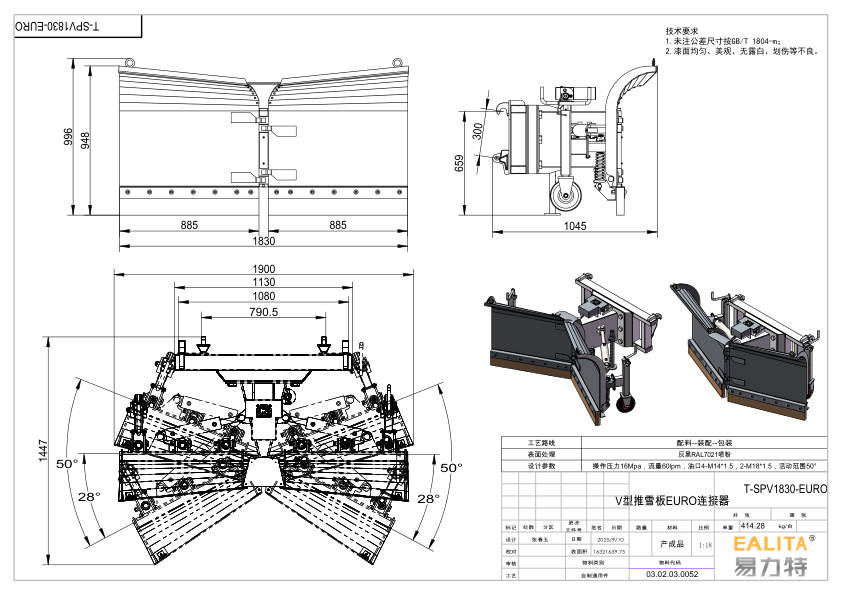 T-SPV1830-EURO
技术要求
1.未注公差尺寸按GB/T 1804-m;
2.漆面均匀、美观，无露白，划伤等不良。
996
948
885
885
1830
659
300
1045
1900
1130
1080
790.5
1447
50°
28°
28°
50°
工艺路线
配料--装配--包装
表面处理
灰黑RAL7021喷粉
设计参数
操作压力16Mpa，流量60lpm，油口4-M14*1.5，2-M18*1.5，活动范围50°
V型推雪板EURO连接器
T-SPV1830-EURO
共 张
第 张
标记
处数
分区
更改文件号
签名
日期
数量
材料
比例
单重
414.28
kg/台
设计
张春玉
日期
2025/9/10
产成品
1:18
校对
表面积
16321639.75
EALITA®
易力特
审核
物料类别
物料代码
工艺
自制通用件
03.02.03.0052